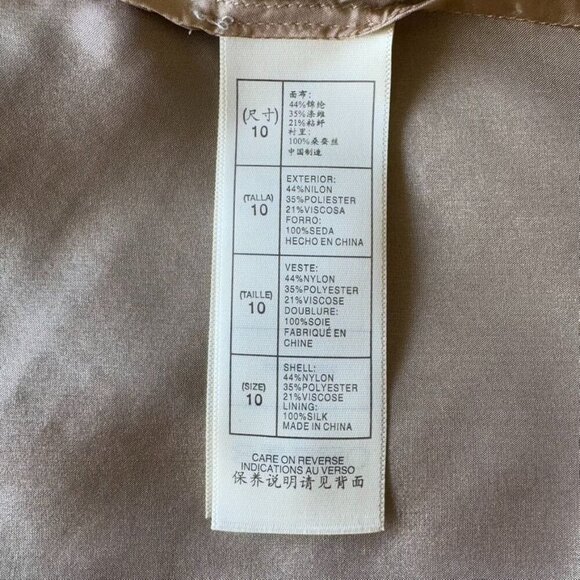 (尺寸)
10
面布:
44%锦纶
35%涤纶
21%粘纤
衬里:
100%桑蚕丝
中国制造
(TALLA)
10
EXTERIOR:
44%NILON
35%POLIESTER
21%VISCOSA
FORRO:
100%SEDA
HECHO EN CHINA
(TAILLE)
10
VESTE:
44%NYLON
35%POLYESTER
21%VISCOSE
DOUBLURE:
100%SOIE
FABRIQUÉ EN
CHINE
(SIZE)
10
SHELL:
44%NYLON
35%POLYESTER
21%VISCOSE
LINING:
100%SILK
MADE IN CHINA
CARE ON REVERSE
INDICATIONS AU VERSO
保养说明请见背面